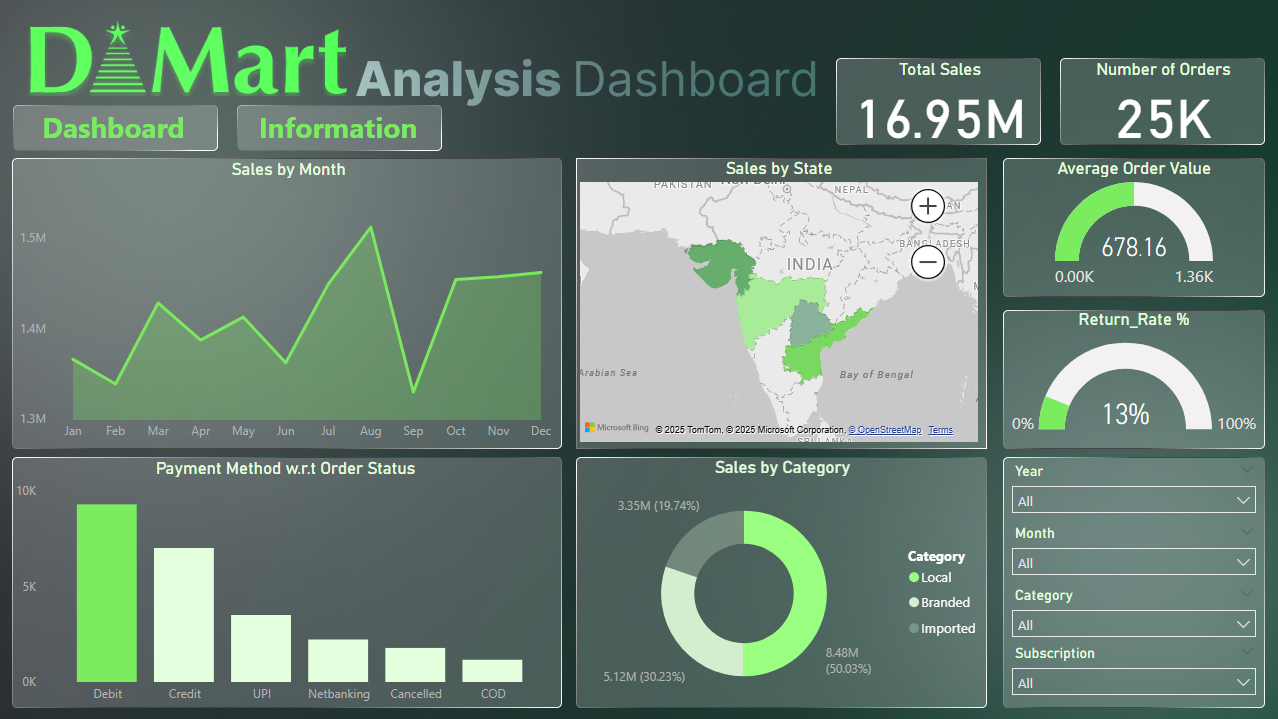 D Mart Analysis Dashboard
Total Sales
16.95M
Number of Orders
25K
Dashboard
Information
Sales by Month
1.5M
1.4M
1.3M
Jan Feb Mar Apr May Jun Jul Aug Sep Oct Nov Dec
Sales by State
PAKISTAN
New Delhi
NEPAL
BANGLADESH
INDIA
Arabian Sea
Bay of Bengal
SRI LANKA
Microsoft Bing
© 2025 TomTom, © 2025 Microsoft Corporation, © OpenStreetMap Terms
Average Order Value
678.16
0.00K
1.36K
Return_Rate %
13%
0%
100%
Payment Method w.r.t Order Status
10K
5K
0K
Debit Credit UPI Netbanking Cancelled COD
Sales by Category
3.35M (19.74%)
5.12M (30.23%)
8.48M
(50.03%)
Category
Local
Branded
Imported
Year
All
Month
All
Category
All
Subscription
All